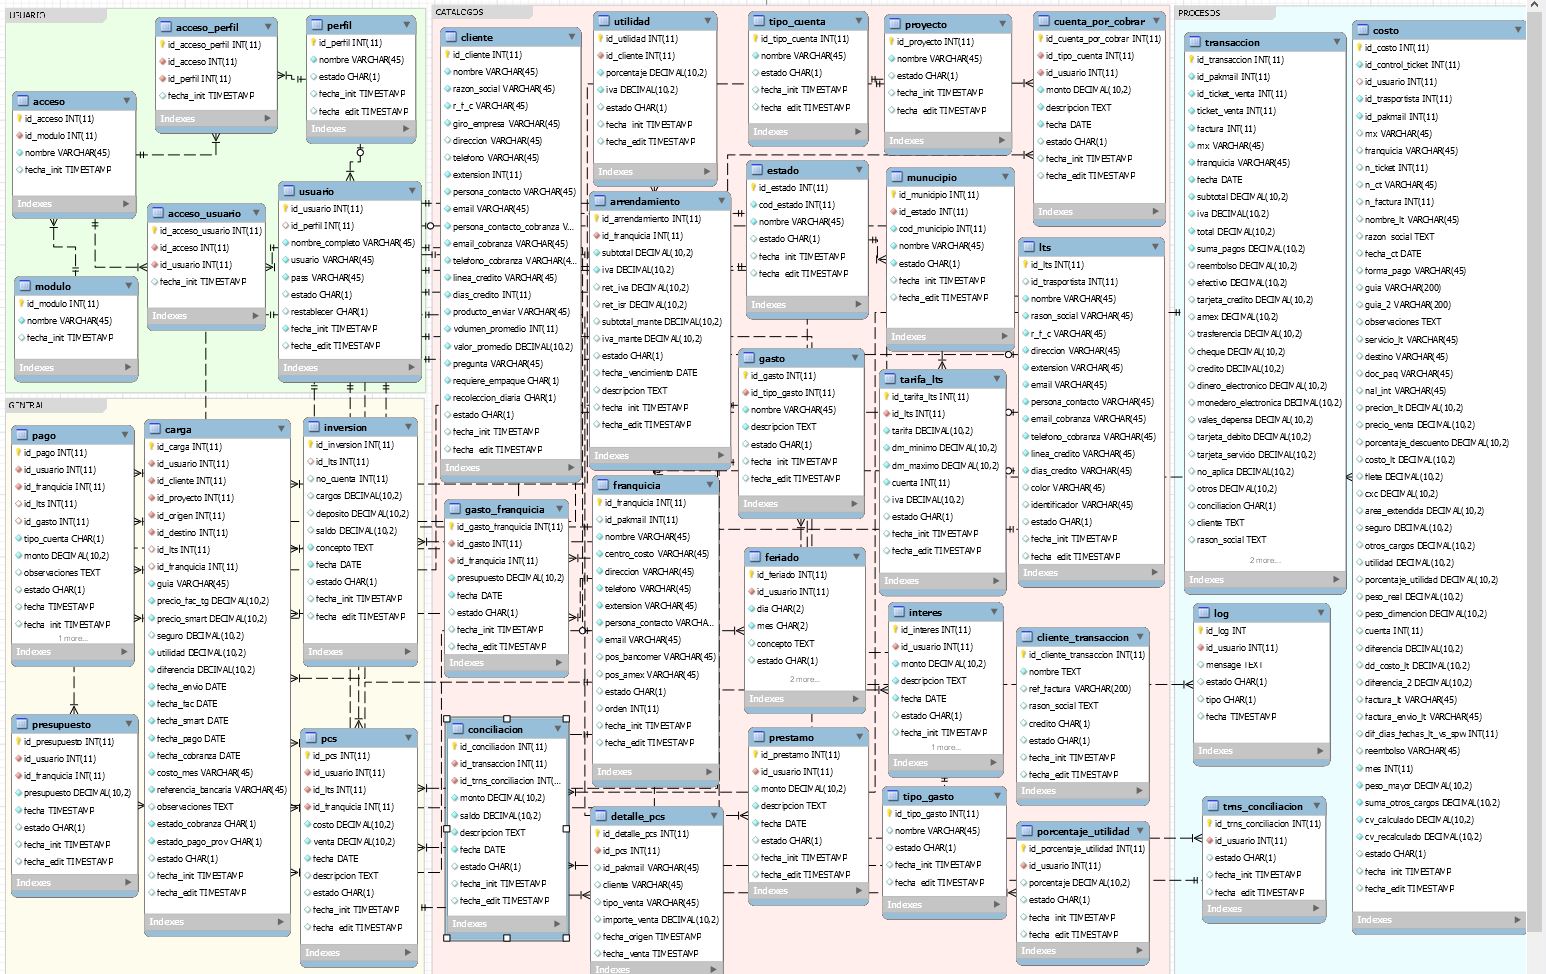 USUARIO
acceso_perfil
id_acceso_perfil INT(11)
id_acceso INT(11)
id_perfil INT(11)
fecha_init TIMESTAMP
Indexes
perfil
id_perfil INT(11)
nombre VARCHAR(45)
estado CHAR(1)
fecha_init TIMESTAMP
fecha_edit TIMESTAMP
Indexes
acceso
id_acceso INT(11)
id_modulo INT(11)
nombre VARCHAR(45)
fecha_init TIMESTAMP
Indexes
acceso_usuario
id_acceso_usuario INT(11)
id_acceso INT(11)
id_usuario INT(11)
fecha_init TIMESTAMP
Indexes
usuario
id_usuario INT(11)
id_perfil INT(11)
nombre_completo VARCHAR(45)
usuario VARCHAR(45)
pass VARCHAR(45)
estado CHAR(1)
restablecer CHAR(1)
fecha_init TIMESTAMP
fecha_edit TIMESTAMP
Indexes
modulo
id_modulo INT(11)
nombre VARCHAR(45)
fecha_init TIMESTAMP
Indexes
GENERAL
pago
id_pago INT(11)
id_usuario INT(11)
id_franquicia INT(11)
id_lts INT(11)
id_gasto INT(11)
tipo_cuenta CHAR(1)
monto DECIMAL(10,2)
observaciones TEXT
estado CHAR(1)
fecha TIMESTAMP
fecha_init TIMESTAMP
1 more...
Indexes
carga
id_carga INT(11)
id_usuario INT(11)
id_cliente INT(11)
id_proyecto INT(11)
id_origen INT(11)
id_destino INT(11)
id_lts INT(11)
id_franquicia INT(11)
guia VARCHAR(45)
precio_fac_tg DECIMAL(10,2)
precio_smart DECIMAL(10,2)
seguro DECIMAL(10,2)
utilidad DECIMAL(10,2)
diferencia DECIMAL(10,2)
fecha_envio DATE
fecha_fac DATE
fecha_smart DATE
fecha_pago DATE
fecha_cobranza DATE
costo_mes VARCHAR(45)
referencia_bancaria VARCHAR(45)
observaciones TEXT
estado_cobranza CHAR(1)
estado_pago_prov CHAR(1)
estado CHAR(1)
fecha_init TIMESTAMP
fecha_edit TIMESTAMP
Indexes
inversion
id_inversion INT(11)
id_lts INT(11)
no_cuenta INT(11)
cargos DECIMAL(10,2)
deposito DECIMAL(10,2)
saldo DECIMAL(10,2)
concepto TEXT
fecha DATE
estado CHAR(1)
fecha_init TIMESTAMP
fecha_edit TIMESTAMP
Indexes
presupuesto
id_presupuesto INT(11)
id_usuario INT(11)
id_franquicia INT(11)
presupuesto DECIMAL(10,2)
fecha TIMESTAMP
estado CHAR(1)
fecha_init TIMESTAMP
fecha_edit TIMESTAMP
Indexes
pcs
id_pcs INT(11)
id_usuario INT(11)
id_lts INT(11)
id_franquicia INT(11)
costo DECIMAL(10,2)
venta DECIMAL(10,2)
fecha DATE
descripcion TEXT
estado CHAR(1)
fecha_init TIMESTAMP
fecha_edit TIMESTAMP
Indexes
CATALOGOS
cliente
id_cliente INT(11)
nombre VARCHAR(45)
razon_social VARCHAR(45)
r_f_c VARCHAR(45)
giro_empresa VARCHAR(45)
direccion VARCHAR(45)
telefono VARCHAR(45)
extension INT(11)
persona_contacto VARCHAR(45)
email VARCHAR(45)
persona_contacto_cobranza V...
email_cobranza VARCHAR(45)
telefono_cobranza VARCHAR(4...
linea_credito VARCHAR(45)
dias_credito INT(11)
producto_enviar VARCHAR(45)
volumen_promedio INT(11)
valor_promedio DECIMAL(10,2)
pregunta VARCHAR(45)
requiere_empaque CHAR(1)
recoleccion_diaria CHAR(1)
estado CHAR(1)
fecha_init TIMESTAMP
fecha_edit TIMESTAMP
Indexes
utilidad
id_utilidad INT(11)
id_cliente INT(11)
porcentaje DECIMAL(10,2)
iva DECIMAL(10,2)
estado CHAR(1)
fecha_init TIMESTAMP
fecha_edit TIMESTAMP
Indexes
tipo_cuenta
id_tipo_cuenta INT(11)
nombre VARCHAR(45)
estado CHAR(1)
fecha_init TIMESTAMP
fecha_edit TIMESTAMP
Indexes
proyecto
id_proyecto INT(11)
nombre VARCHAR(45)
estado CHAR(1)
fecha_init TIMESTAMP
fecha_edit TIMESTAMP
Indexes
cuenta_por_cobrar
id_cuenta_por_cobrar INT(11)
id_tipo_cuenta INT(11)
id_usuario INT(11)
monto DECIMAL(10,2)
descripcion TEXT
fecha DATE
estado CHAR(1)
fecha_init TIMESTAMP
fecha_edit TIMESTAMP
Indexes
arrendamiento
id_arrendamiento INT(11)
id_franquicia INT(11)
subtotal DECIMAL(10,2)
iva DECIMAL(10,2)
ret_iva DECIMAL(10,2)
ret_isr DECIMAL(10,2)
subtotal_mante DECIMAL(10,2)
iva_mante DECIMAL(10,2)
estado CHAR(1)
fecha_vencimiento DATE
descripcion TEXT
fecha_init TIMESTAMP
fecha_edit TIMESTAMP
Indexes
estado
id_estado INT(11)
cod_estado INT(11)
nombre VARCHAR(45)
estado CHAR(1)
fecha_init TIMESTAMP
fecha_edit TIMESTAMP
Indexes
munucipio
id_municipio INT(11)
id_estado INT(11)
cod_municipio INT(11)
nombre VARCHAR(45)
estado CHAR(1)
fecha_init TIMESTAMP
fecha_edit TIMESTAMP
Indexes
lts
id_lts INT(11)
id_trasportista INT(11)
nombre VARCHAR(45)
rason_social VARCHAR(45)
r_f_c VARCHAR(45)
direccion VARCHAR(45)
extension VARCHAR(45)
email VARCHAR(45)
persona_contacto VARCHAR(45)
email_cobranza VARCHAR(45)
telefono_cobranza VARCHAR(45)
linea_credito VARCHAR(45)
dias_credito VARCHAR(45)
color VARCHAR(45)
identificador VARCHAR(45)
estado CHAR(1)
fecha_init TIMESTAMP
fecha_edit TIMESTAMP
Indexes
gasto
id_gasto INT(11)
id_tipo_gasto INT(11)
nombre VARCHAR(45)
descripcion TEXT
estado CHAR(1)
fecha_init TIMESTAMP
fecha_edit TIMESTAMP
Indexes
tarifa_lts
id_tarifa_lts INT(11)
id_lts INT(11)
tarifa DECIMAL(10,2)
dm_minimo DECIMAL(10,2)
dm_maximo DECIMAL(10,2)
cuenta INT(11)
iva DECIMAL(10,2)
estado CHAR(1)
fecha_init TIMESTAMP
fecha_edit TIMESTAMP
Indexes
gasto_franquicia
id_gasto_franquicia INT(11)
id_gasto INT(11)
id_franquicia INT(11)
presupuesto DECIMAL(10,2)
fecha DATE
estado CHAR(1)
fecha_init TIMESTAMP
fecha_edit TIMESTAMP
Indexes
franquicia
id_franquicia INT(11)
id_pakmail INT(11)
nombre VARCHAR(45)
centro_costo VARCHAR(45)
direccion VARCHAR(45)
telefono VARCHAR(45)
extension VARCHAR(45)
persona_contacto VARCHA...
email VARCHAR(45)
pos_bancomer VARCHAR(45)
pos_amex VARCHAR(45)
estado CHAR(1)
orden INT(11)
fecha_init TIMESTAMP
fecha_edit TIMESTAMP
Indexes
feriado
id_feriado INT(11)
id_usuario INT(11)
dia CHAR(2)
mes CHAR(2)
concepto TEXT
estado CHAR(1)
2 more...
Indexes
interes
id_interes INT(11)
id_usuario INT(11)
monto DECIMAL(10,2)
descripcion TEXT
fecha DATE
estado CHAR(1)
1 more...
Indexes
cliente_transaccion
id_cliente_transaccion INT(11)
nombre TEXT
ref_factura VARCHAR(200)
rason_social TEXT
credito CHAR(1)
estado CHAR(1)
fecha_init TIMESTAMP
fecha_edit TIMESTAMP
Indexes
conciliacion
id_conciliacion INT(11)
id_transaccion INT(11)
id_trns_conciliacion INT(...
monto DECIMAL(10,2)
saldo DECIMAL(10,2)
descripcion TEXT
fecha DATE
estado CHAR(1)
fecha_init TIMESTAMP
fecha_edit TIMESTAMP
Indexes
detalle_pcs
id_detalle_pcs INT(11)
id_pcs INT(11)
id_pakmail VARCHAR(45)
cliente VARCHAR(45)
tipo_venta VARCHAR(45)
importe_venta DECIMAL(10,2)
fecha_origen TIMESTAMP
fecha_venta TIMESTAMP
Indexes
prestamo
id_prestamo INT(11)
id_usuario INT(11)
monto DECIMAL(10,2)
descripcion TEXT
fecha DATE
estado CHAR(1)
fecha_init TIMESTAMP
fecha_edit TIMESTAMP
Indexes
tipo_gasto
id_tipo_gasto INT(11)
nombre VARCHAR(45)
estado CHAR(1)
fecha_init TIMESTAMP
fecha_edit TIMESTAMP
Indexes
porcentaje_utilidad
id_porcentaje_utilidad INT(11)
id_usuario INT(11)
porcentaje DECIMAL(10,2)
estado CHAR(1)
fecha_init TIMESTAMP
fecha_edit TIMESTAMP
Indexes
PROCESOS
transaccion
id_transaccion INT(11)
id_pakmail INT(11)
id_ticket_venta INT(11)
ticket_venta INT(11)
factura INT(11)
mx VARCHAR(45)
franquicia VARCHAR(45)
fecha DATE
subtotal DECIMAL(10,2)
iva DECIMAL(10,2)
total DECIMAL(10,2)
suma_pagos DECIMAL(10,2)
reembolso DECIMAL(10,2)
efectivo DECIMAL(10,2)
tarjeta_credito DECIMAL(10,2)
amex DECIMAL(10,2)
trasferencia DECIMAL(10,2)
cheque DECIMAL(10,2)
credito DECIMAL(10,2)
dinero_electronico DECIMAL(10,2)
monedero_electronico DECIMAL(10,2)
vales_depensa DECIMAL(10,2)
tarjeta_debito DECIMAL(10,2)
tarjeta_servido DECIMAL(10,2)
no_aplica DECIMAL(10,2)
otros DECIMAL(10,2)
conciliacion CHAR(1)
cliente TEXT
rason_social TEXT
2 more...
Indexes
costo
id_costo INT(11)
id_control_ticket INT(11)
id_usuario INT(11)
id_trasportista INT(11)
id_pakmail INT(11)
mx VARCHAR(45)
franquicia VARCHAR(45)
n_ticket INT(11)
n_ct VARCHAR(45)
n_factura INT(11)
nombre_lt VARCHAR(45)
razon_social TEXT
fecha_ct DATE
forma_pago VARCHAR(45)
guia VARCHAR(200)
guia_2 VARCHAR(200)
observaciones TEXT
servicio_lt VARCHAR(45)
destino VARCHAR(45)
doc_paq VARCHAR(45)
nal_int VARCHAR(45)
precion_lt DECIMAL(10,2)
precio_venta DECIMAL(10,2)
porcentaje_descuento DECIMAL(10,2)
costo_lt DECIMAL(10,2)
flete DECIMAL(10,2)
cxc DECIMAL(10,2)
area_extendida DECIMAL(10,2)
seguro DECIMAL(10,2)
otros_cargos DECIMAL(10,2)
utilidad DECIMAL(10,2)
porcentaje_utilidad DECIMAL(10,2)
peso_real DECIMAL(10,2)
peso_dimencion DECIMAL(10,2)
cuenta INT(11)
diferencia DECIMAL(10,2)
dd_costo_lt DECIMAL(10,2)
diferencia_2 DECIMAL(10,2)
factura_lt VARCHAR(45)
factura_envio_lt VARCHAR(45)
dif_dias_fechas_lt_vs_spw INT(11)
reembolso VARCHAR(45)
mes INT(11)
peso_mayor DECIMAL(10,2)
suma_otros_cargos DECIMAL(10,2)
cv_calculado DECIMAL(10,2)
cv_recalculado DECIMAL(10,2)
estado CHAR(1)
fecha_init TIMESTAMP
fecha_edit TIMESTAMP
Indexes
log
id_log INT
id_usuario INT(11)
mensage TEXT
estado CHAR(1)
tipo CHAR(1)
fecha TIMESTAMP
Indexes
trns_conciliacion
id_trns_conciliacion INT(11)
id_usuario INT(11)
estado CHAR(1)
fecha_init TIMESTAMP
fecha_edit TIMESTAMP
Indexes